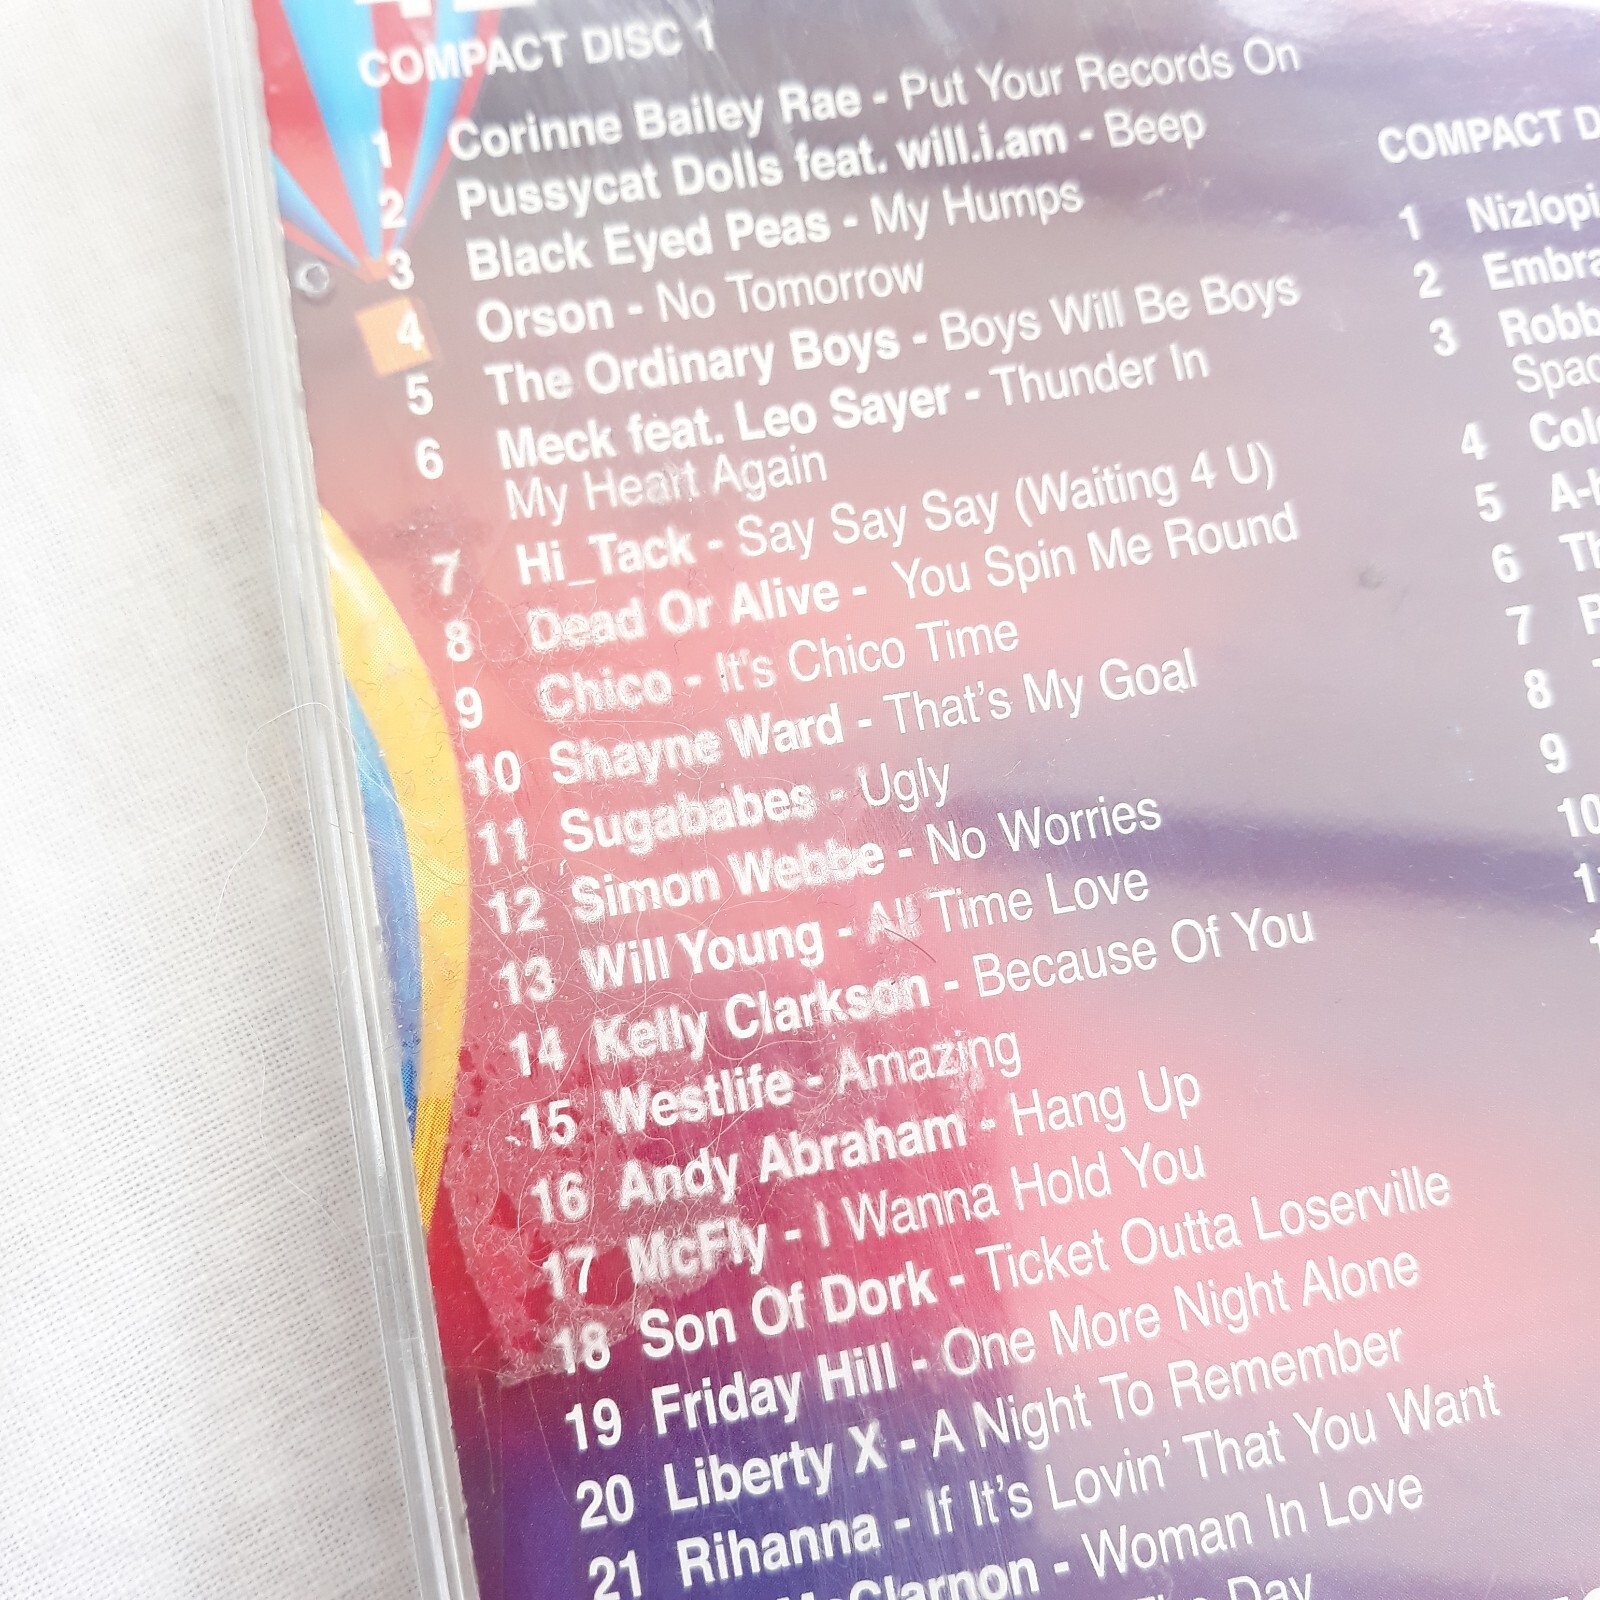 COMPACT DISC 1
1 Corinne Bailey Rae - Put Your Records On
2 Pussycat Dolls feat. will.i.am - Beep
3 Black Eyed Peas - My Humps
4 Orson - No Tomorrow
5 The Ordinary Boys - Boys Will Be Boys
6 Meck feat. Leo Sayer - Thunder In
My Heart Again
7 Hi_Tack - Say Say Say (Waiting 4 U)
8 Dead Or Alive - You Spin Me Round
9 Chico - It's Chico Time
10 Shayne Ward - That's My Goal
11 Sugababes - Ugly
12 Simon Webbe - No Worries
13 Will Young - All Time Love
14 Kelly Clarkson - Because Of You
15 Westlife - Amazing
16 Andy Abraham - Hang Up
17 McFly - I Wanna Hold You
18 Son Of Dork - Ticket Outta Loserville
19 Friday Hill - One More Night Alone
20 Liberty X - A Night To Remember
21 Rihanna - If It's Lovin' That You Want
McClarnon - Woman In Love
The Day
COMPACT
1 Nizlopi
2
3
4
5
6
7
8
9
10